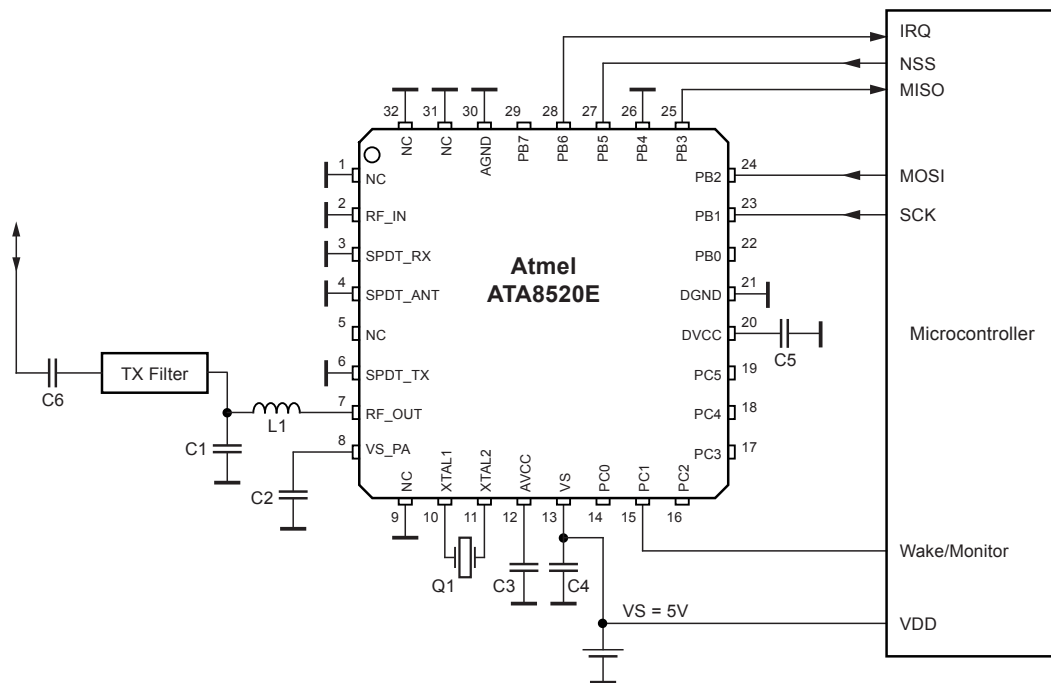 IRQ
NSS
MISO
32 31 30 29 28 27 26 25
NC NC AGND PB7 PB6 PB5 PB4 PB3
1 NC PB2 24 MOSI
2 RF_IN PB1 23 SCK
3 SPDT_RX PB0 22
Atmel
ATA8520E
4 SPDT_ANT DGND 21
5 NC DVCC 20
C5
Microcontroller
6 SPDT_TX PC5 19
TX Filter
C6
7 RF_OUT PC4 18
L1
C1
8 VS_PA PC3 17
C2
NC XTAL1 XTAL2 AVCC VS PC0 PC1 PC2
9 10 11 12 13 14 15 16
Wake/Monitor
Q1 C3 C4
VS = 5V
VDD